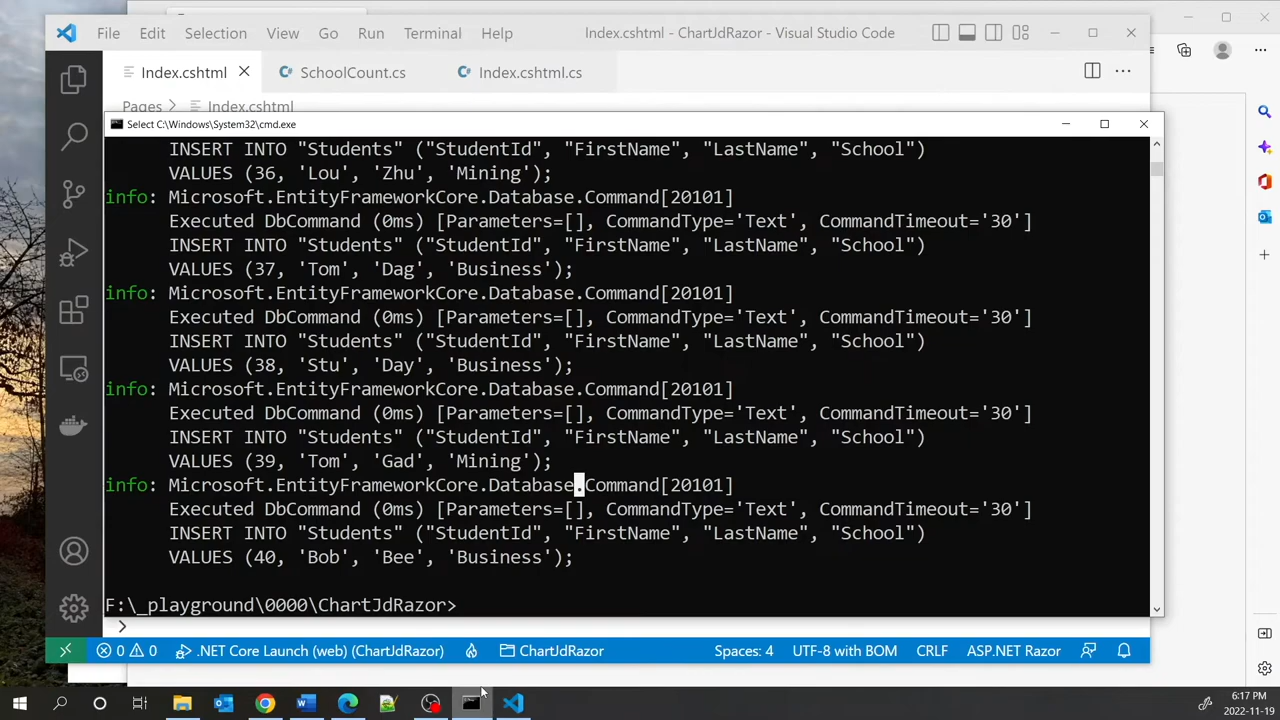 File Edit Selection View Go Run Terminal Help Index.cshtml - ChartJdRazor - Visual Studio Code
Index.cshtml SchoolCount.cs Index.cshtml.cs
Pages > Index.cshtml
Select C:\Windows\System32\cmd.exe
INSERT INTO "Students" ("StudentId", "FirstName", "LastName", "School")
VALUES (36, 'Lou', 'Zhu', 'Mining');
info: Microsoft.EntityFrameworkCore.Database.Command[20101]
Executed DbCommand (0ms) [Parameters=[], CommandType='Text', CommandTimeout='30']
INSERT INTO "Students" ("StudentId", "FirstName", "LastName", "School")
VALUES (37, 'Tom', 'Dag', 'Business');
info: Microsoft.EntityFrameworkCore.Database.Command[20101]
Executed DbCommand (0ms) [Parameters=[], CommandType='Text', CommandTimeout='30']
INSERT INTO "Students" ("StudentId", "FirstName", "LastName", "School")
VALUES (38, 'Stu', 'Day', 'Business');
info: Microsoft.EntityFrameworkCore.Database.Command[20101]
Executed DbCommand (0ms) [Parameters=[], CommandType='Text', CommandTimeout='30']
INSERT INTO "Students" ("StudentId", "FirstName", "LastName", "School")
VALUES (39, 'Tom', 'Gad', 'Mining');
info: Microsoft.EntityFrameworkCore.Database.Command[20101]
Executed DbCommand (0ms) [Parameters=[], CommandType='Text', CommandTimeout='30']
INSERT INTO "Students" ("StudentId", "FirstName", "LastName", "School")
VALUES (40, 'Bob', 'Bee', 'Business');
F:\_playground\0000\ChartJdRazor>
0 0 .NET Core Launch (web) (ChartJdRazor) ChartJdRazor Spaces: 4 UTF-8 with BOM CRLF ASP.NET Razor
6:17 PM
2022-11-19